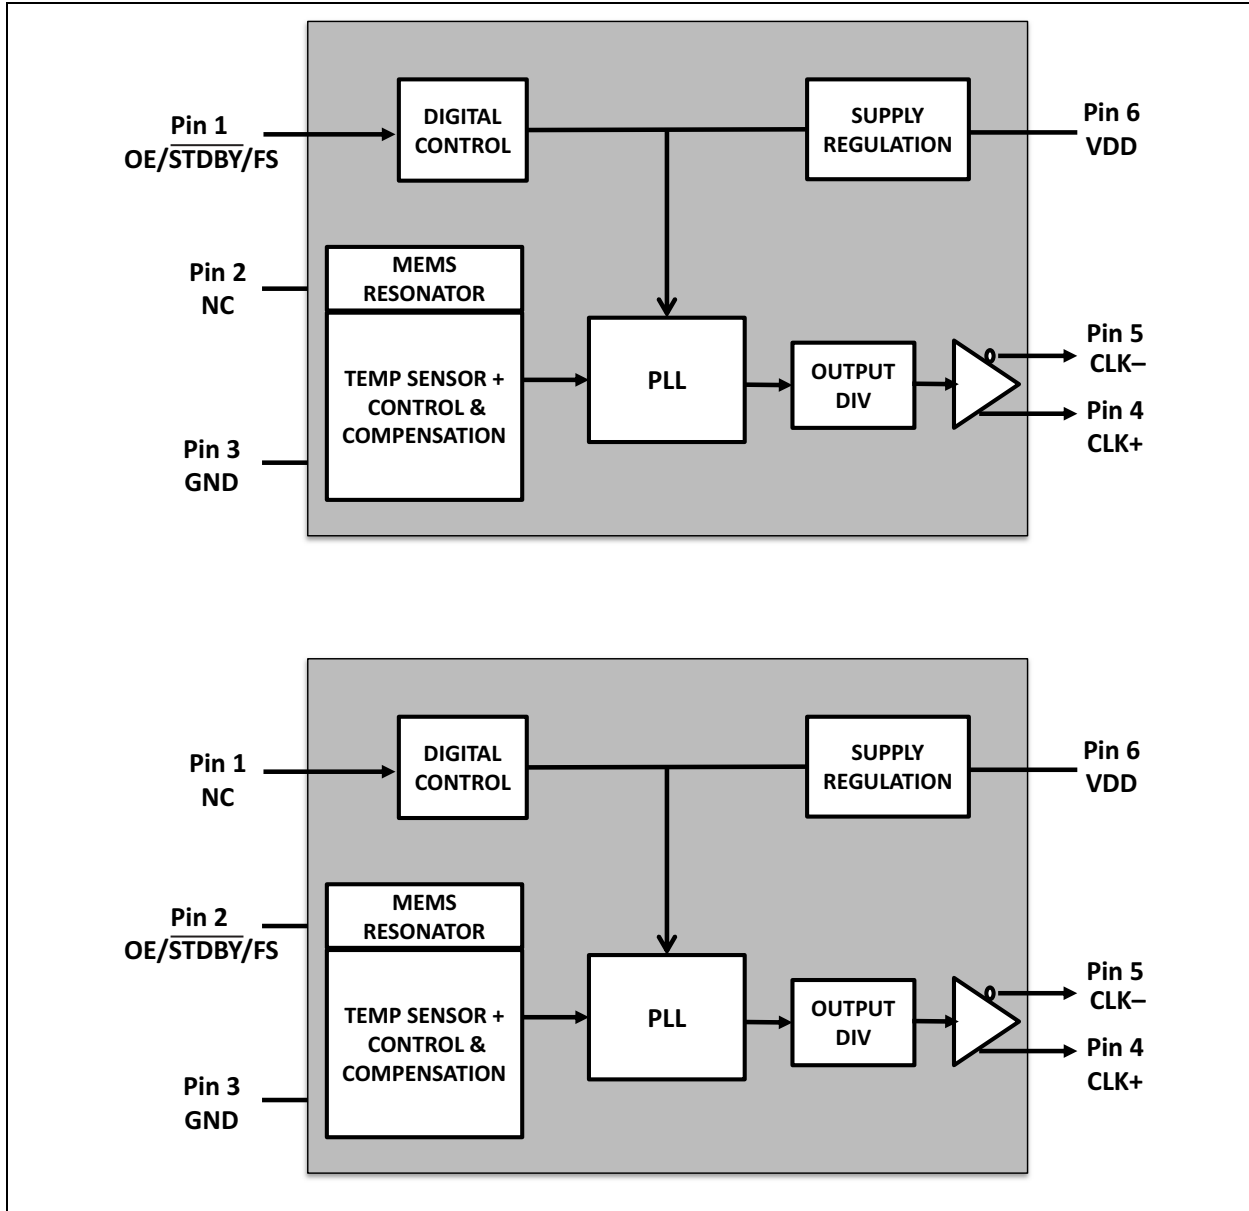 Pin 1
OE/STDBY/FS
DIGITAL
CONTROL
SUPPLY
REGULATION
Pin 6
VDD
Pin 2
NC
MEMS
RESONATOR
TEMP SENSOR +
CONTROL &
COMPENSATION
PLL
OUTPUT
DIV
Pin 5
CLK–
Pin 4
CLK+
Pin 3
GND
Pin 1
NC
DIGITAL
CONTROL
SUPPLY
REGULATION
Pin 6
VDD
Pin 2
OE/STDBY/FS
MEMS
RESONATOR
TEMP SENSOR +
CONTROL &
COMPENSATION
PLL
OUTPUT
DIV
Pin 5
CLK–
Pin 4
CLK+
Pin 3
GND